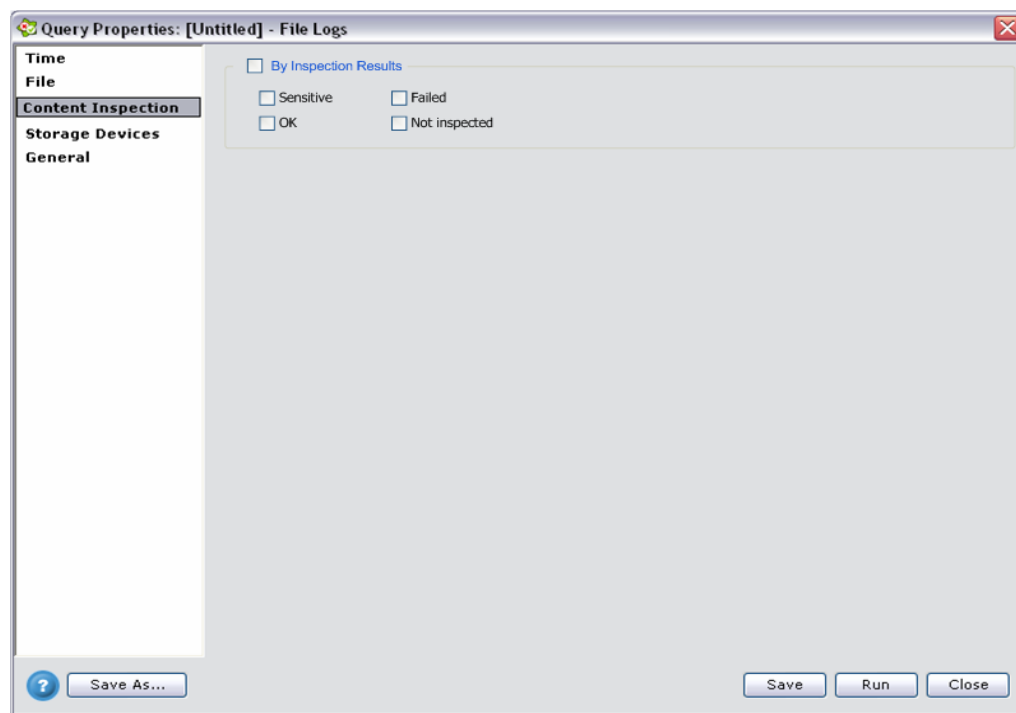 Query Properties: [Untitled] - File Logs
Time
File
Content Inspection
Storage Devices
General
By Inspection Results
Sensitive
Failed
OK
Not inspected
?
Save As...
Save
Run
Close